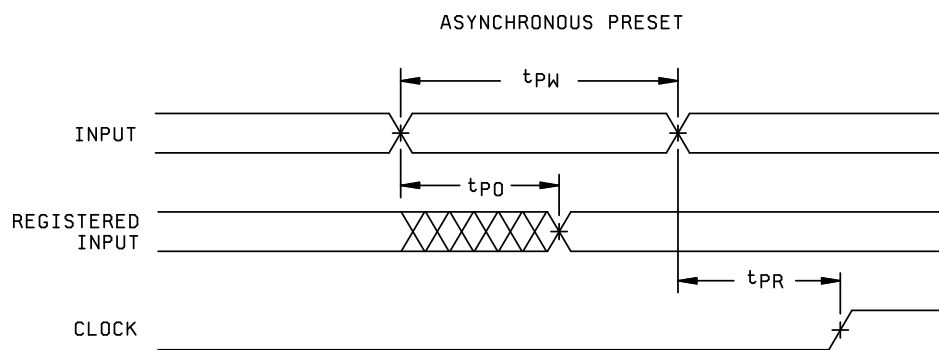 ASYNCHRONOUS PRESET
tPW
INPUT
tPO
REGISTERED
INPUT
tPR
CLOCK